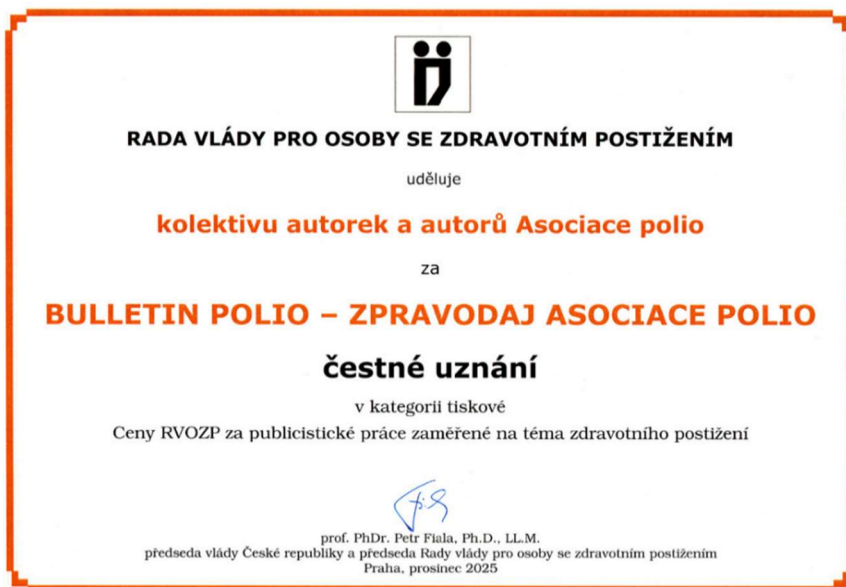 RADA VLÁDY PRO OSOBY SE ZDRAVOTNÍM POSTIŽENÍM
uděluje
kolektivu autorek a autorů Asociace polio
za
BULLETIN POLIO – ZPRAVODAJ ASOCIACE POLIO
čestné uznání
v kategorii tiskové
Ceny RVOZP za publicistické práce zaměřené na téma zdravotního postižení
prof. PhDr. Petr Fiala, Ph.D., LL.M.
předseda vlády České republiky a předseda Rady vlády pro osoby se zdravotním postižením
Praha, prosinec 2025